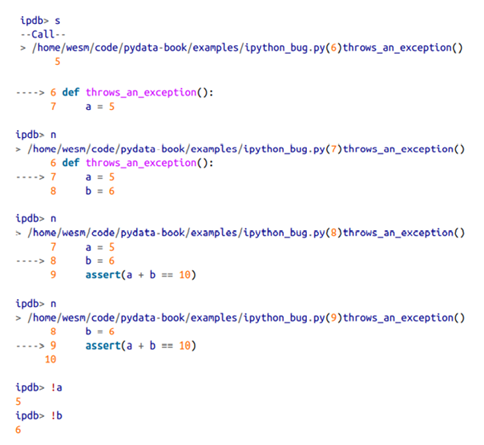 ipdb> s
--Call--
> /home/wesm/code/pydata-book/examples/ipython_bug.py(6)throws_an_exception()
5
----> 6 def throws_an_exception():
7 a = 5
ipdb> n
> /home/wesm/code/pydata-book/examples/ipython_bug.py(7)throws_an_exception()
6 def throws_an_exception():
----> 7 a = 5
8 b = 6
ipdb> n
> /home/wesm/code/pydata-book/examples/ipython_bug.py(8)throws_an_exception()
7 a = 5
----> 8 b = 6
9 assert(a + b == 10)
ipdb> n
> /home/wesm/code/pydata-book/examples/ipython_bug.py(9)throws_an_exception()
8 b = 6
----> 9 assert(a + b == 10)
10
ipdb> !a
5
ipdb> !b
6